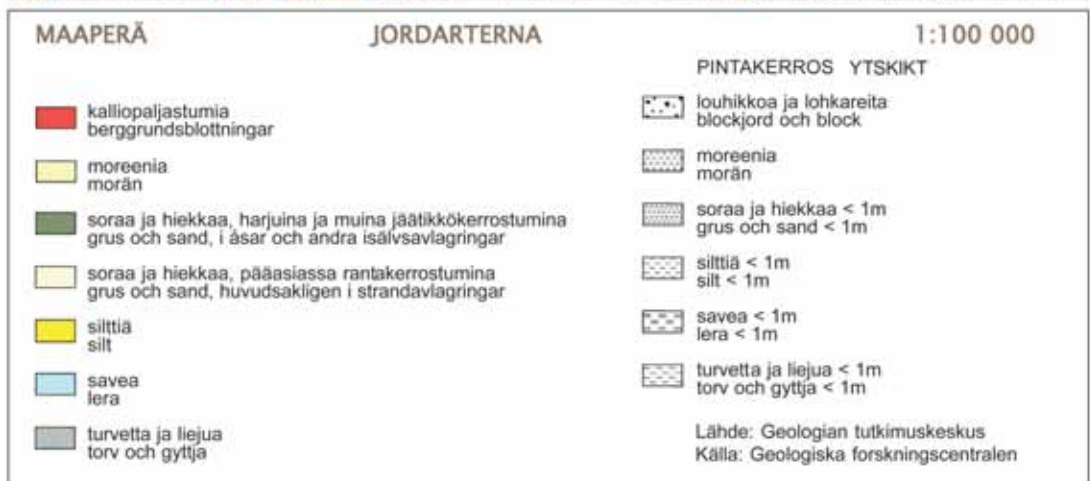 MAAPERÄ JORDARTERNA 1:100 000
kalliopaljastumia
berggrundsblottningar
moreenia
morän
soraa ja hiekkaa, harjuina ja muina jäätikkökerrostumina
grus och sand, i åsar och andra isälvsavlagringar
soraa ja hiekkaa, pääasiassa rantakerrostumina
grus och sand, huvudsakligen i strandavlagringar
silttiä
silt
savea
lera
turvetta ja liejua
torv och gyttja
PINTAKERROS YTSKIKT
louhikkoa ja lohkareita
blockjord och block
moreenia
morän
soraa ja hiekkaa < 1m
grus och sand < 1m
silttiä < 1m
silt < 1m
savea < 1m
lera < 1m
turvetta ja liejua < 1m
torv och gyttja < 1m
Lähde: Geologian tutkimuskeskus
Källa: Geologiska forskningscentralen